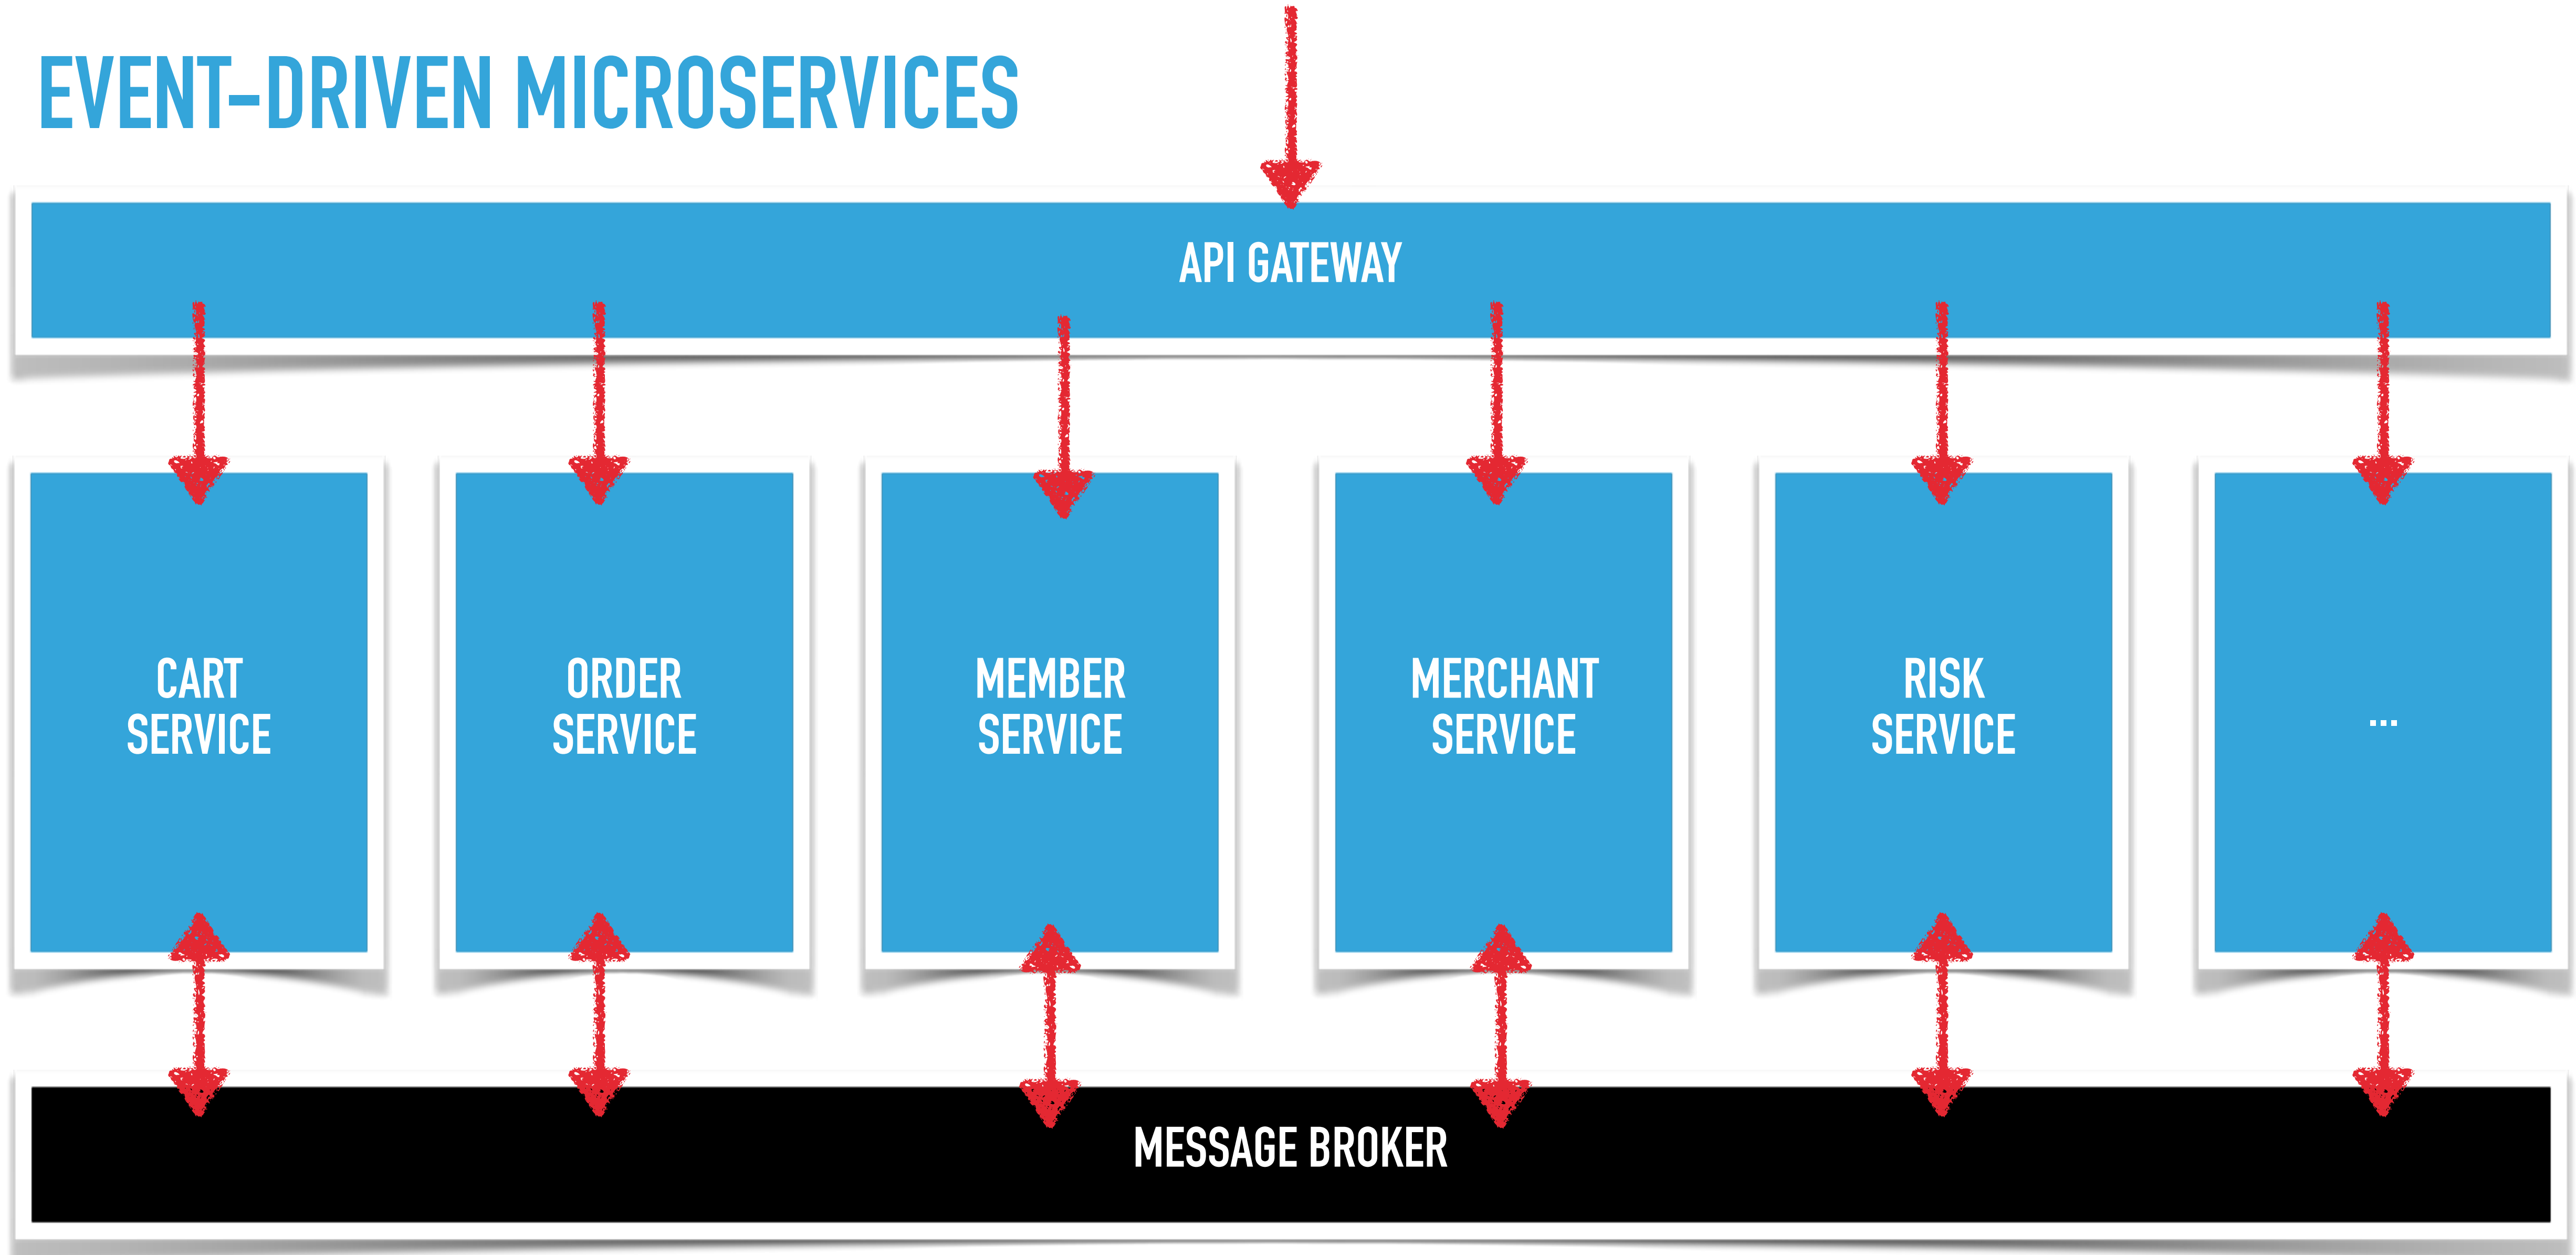 EVENT-DRIVEN MICROSERVICES
API GATEWAY
CART
SERVICE
ORDER
SERVICE
MEMBER
SERVICE
MERCHANT
SERVICE
RISK
SERVICE
...
MESSAGE BROKER